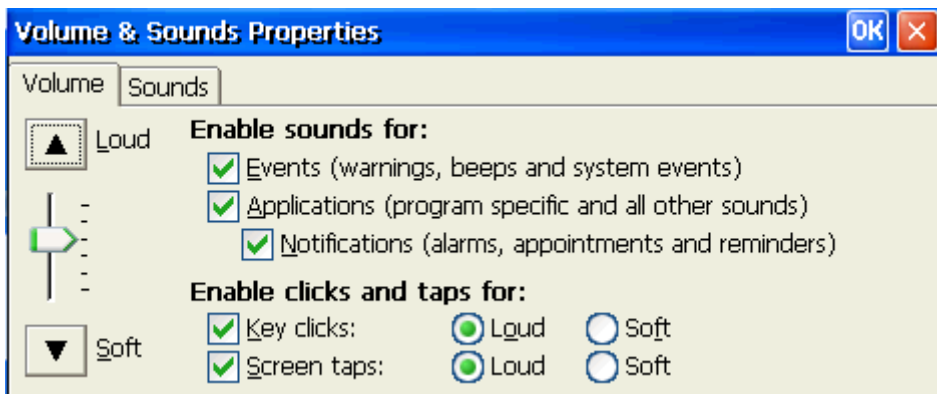 Volume & Sounds Properties OK
Volume Sounds
Loud
Enable sounds for:
Events (warnings, beeps and system events)
Applications (program specific and all other sounds)
Notifications (alarms, appointments and reminders)
Enable clicks and taps for:
Key clicks: Loud Soft
Soft
Screen taps: Loud Soft